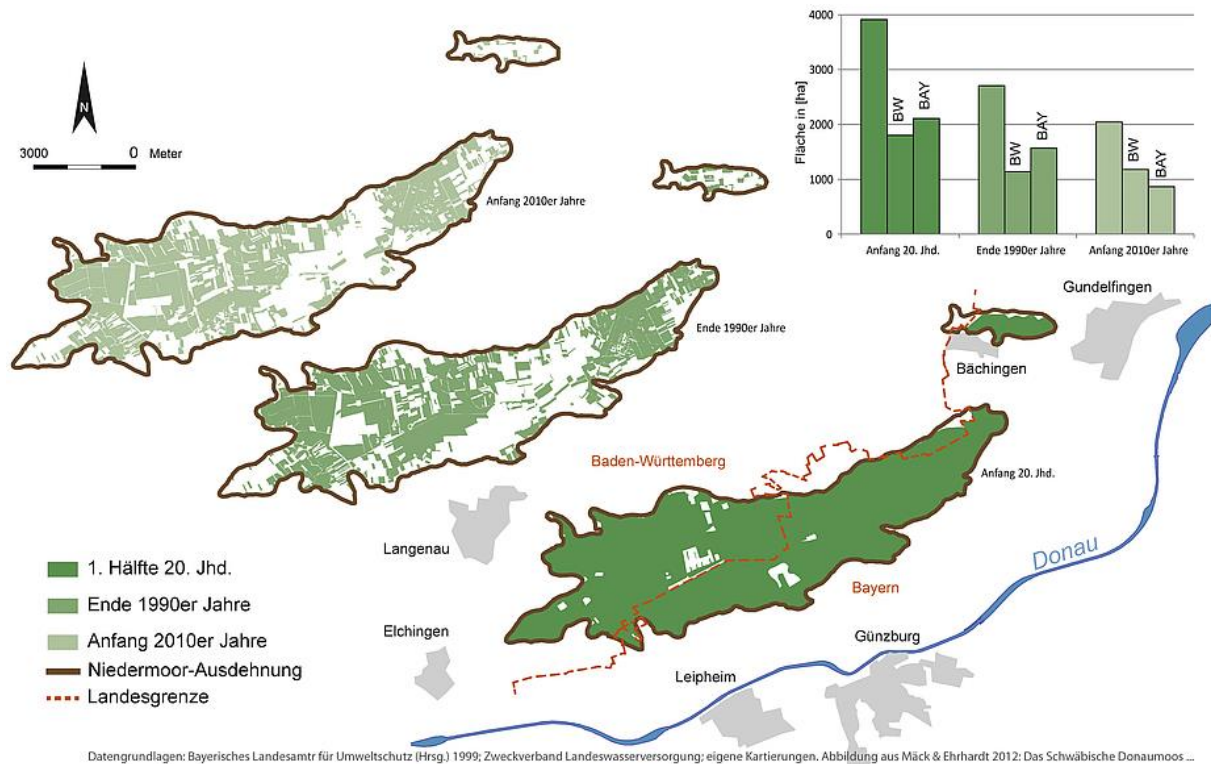 4000
3000
2000
1000
0
Fläche in [ha]
BW
BAY
BW
BAY
BW
BAY
Anfang 20. Jhd.
Ende 1990er Jahre
Anfang 2010er Jahre
N
3000 0 Meter
Anfang 2010er Jahre
Ende 1990er Jahre
Gundelfingen
Bächingen
Baden-Württemberg
Anfang 20. Jhd.
Langenau
Donau
Bayern
1. Hälfte 20. Jhd.
Ende 1990er Jahre
Anfang 2010er Jahre
Niedermoor-Ausdehnung
Landesgrenze
Elchingen
Günzburg
Leipheim
Datengrundlagen: Bayerisches Landesamtr für Umweltschutz (Hrsg.) 1999; Zweckverband Landeswasserversorgung; eigene Kartierungen. Abbildung aus Mäck & Ehrhardt 2012: Das Schwäbische Donaumoos ...